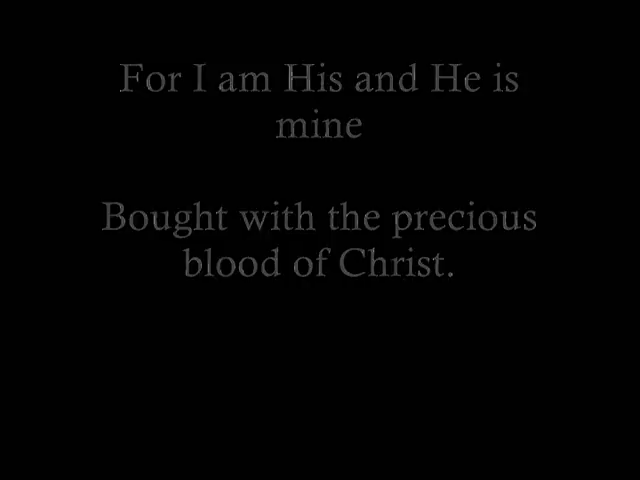 For I am His and He is
mine
Bought with the precious
blood of Christ.